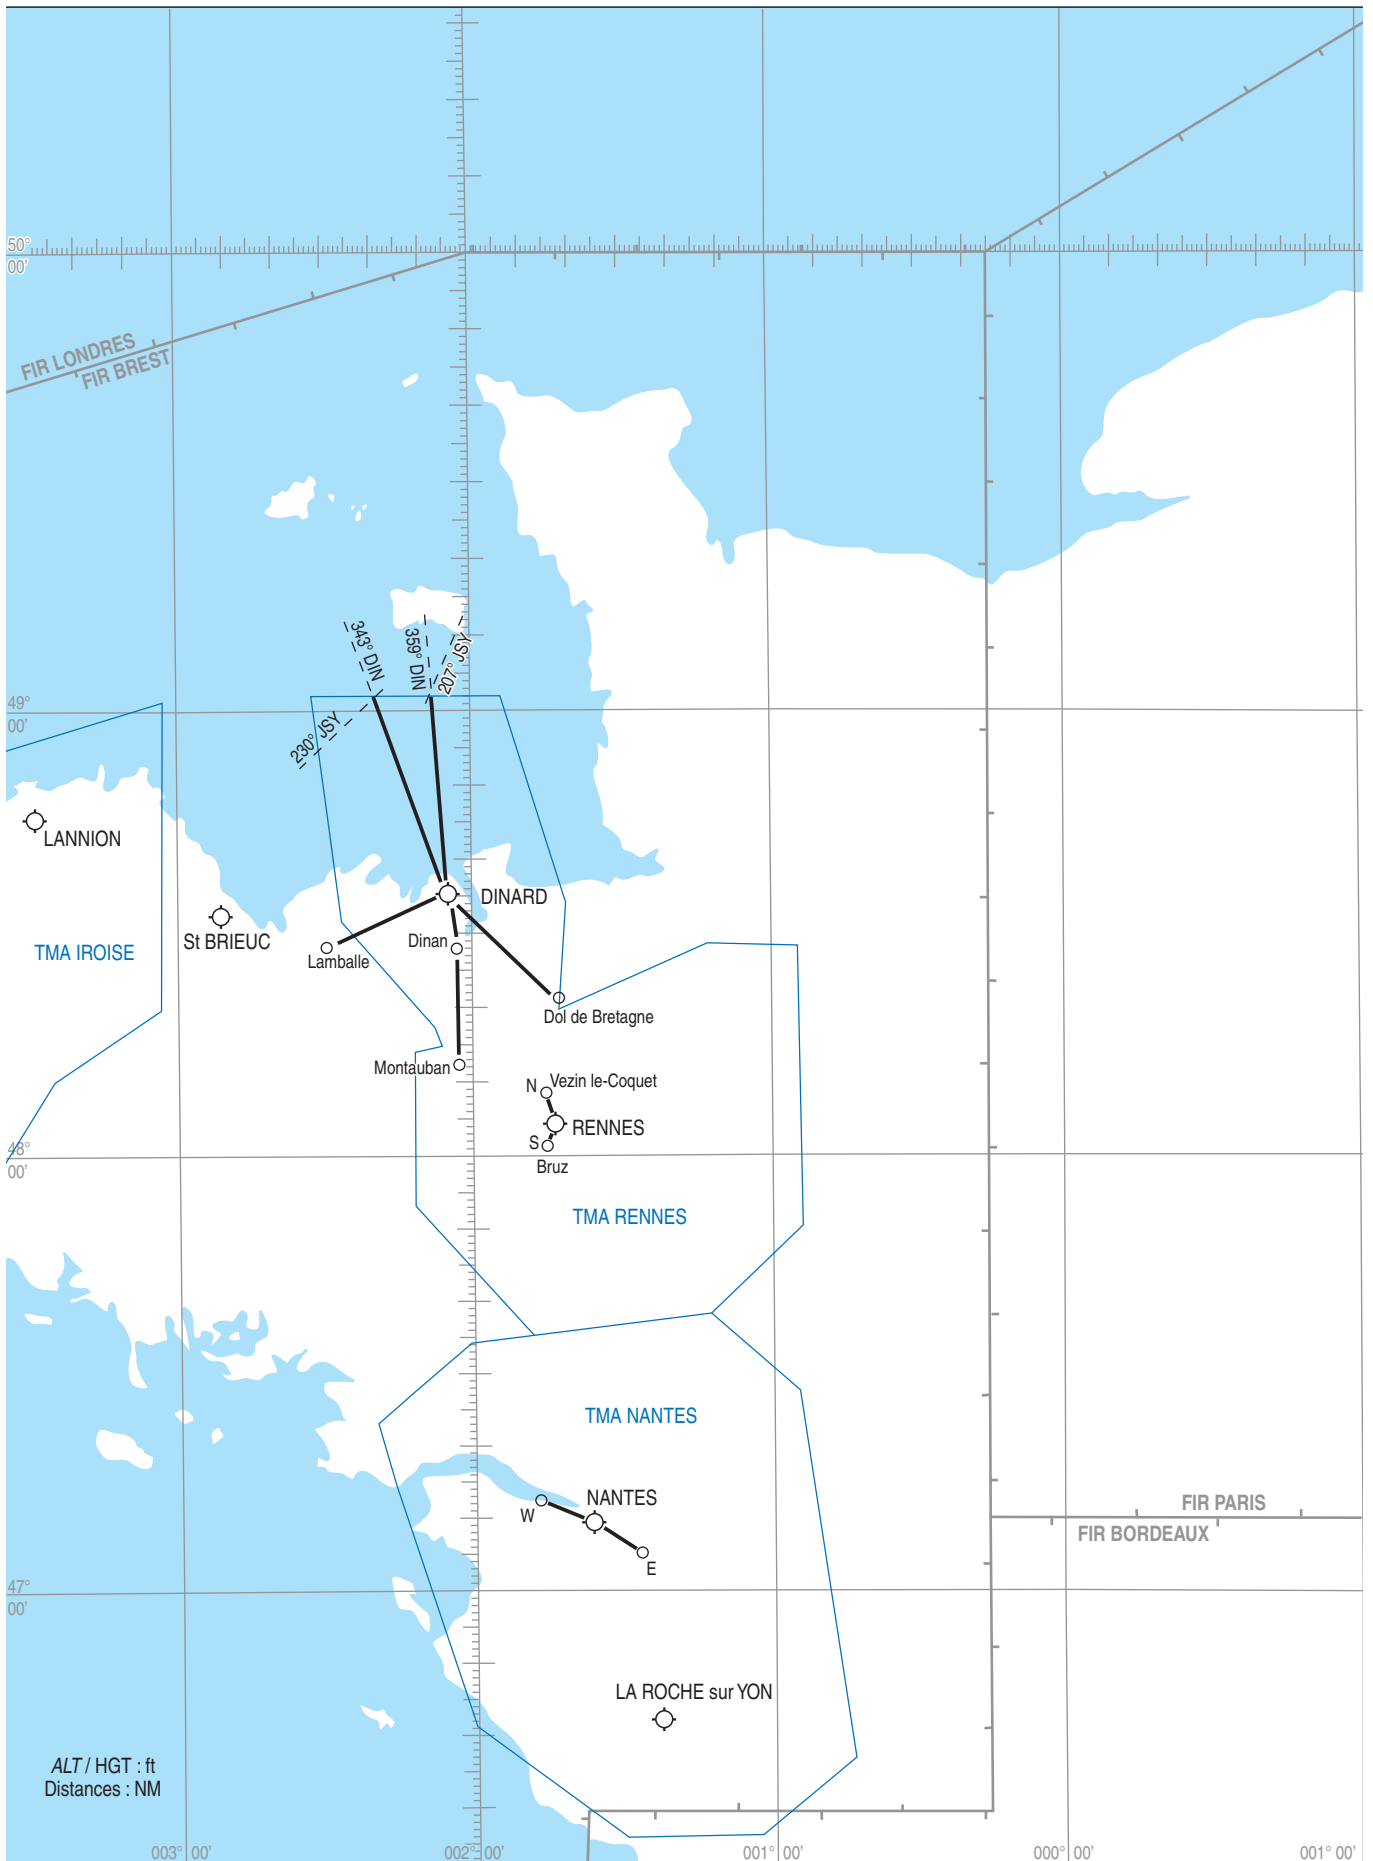 50°
00'
FIR LONDRES
FIR BREST
343° DIN
359° DIN
207° JSY
230° JSY
49°
00'
LANNION
St BRIEUC
DINARD
TMA IROISE
Dinan
Lamballe
Dol de Bretagne
Montauban
N
Vezin le-Coquet
RENNES
S
Bruz
48°
00'
TMA RENNES
TMA NANTES
NANTES
W
E
FIR PARIS
FIR BORDEAUX
47°
00'
LA ROCHE sur YON
ALT / HGT : ft
Distances : NM
003° 00'
002° 00'
001° 00'
000° 00'
001° 00'